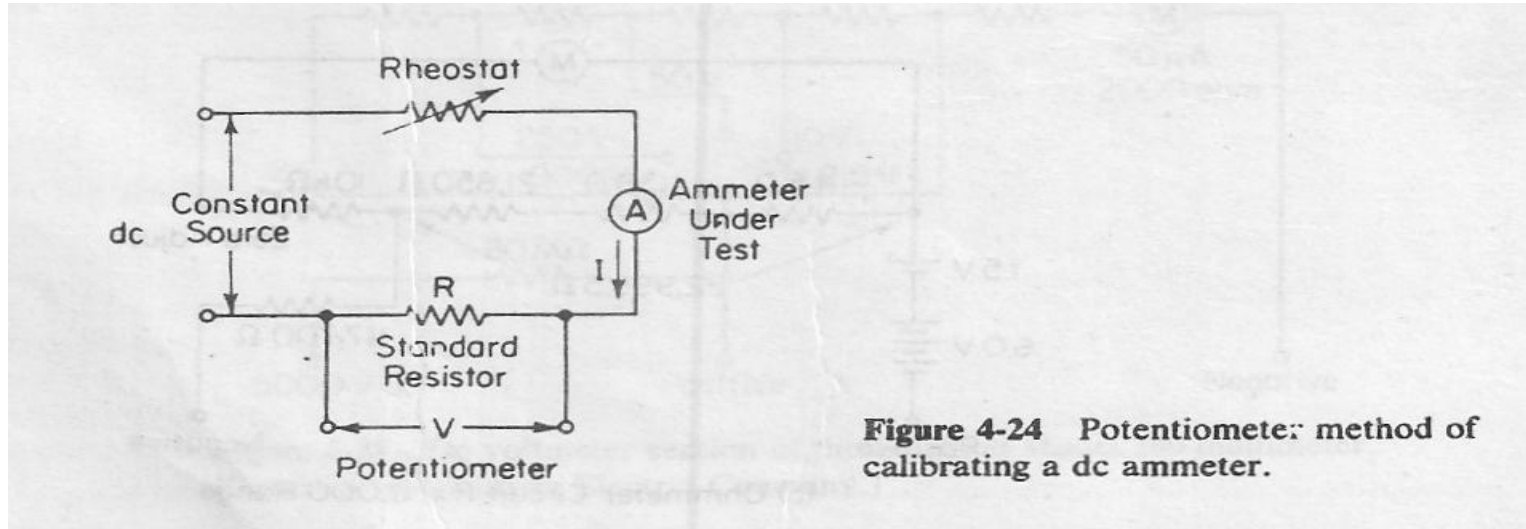 Rheostat
Constant
dc Source
Ammeter
Under
Test
A
I
R
Standard
Resistor
V
Potentiometer
Figure 4-24 Potentiometer method of
calibrating a dc ammeter.